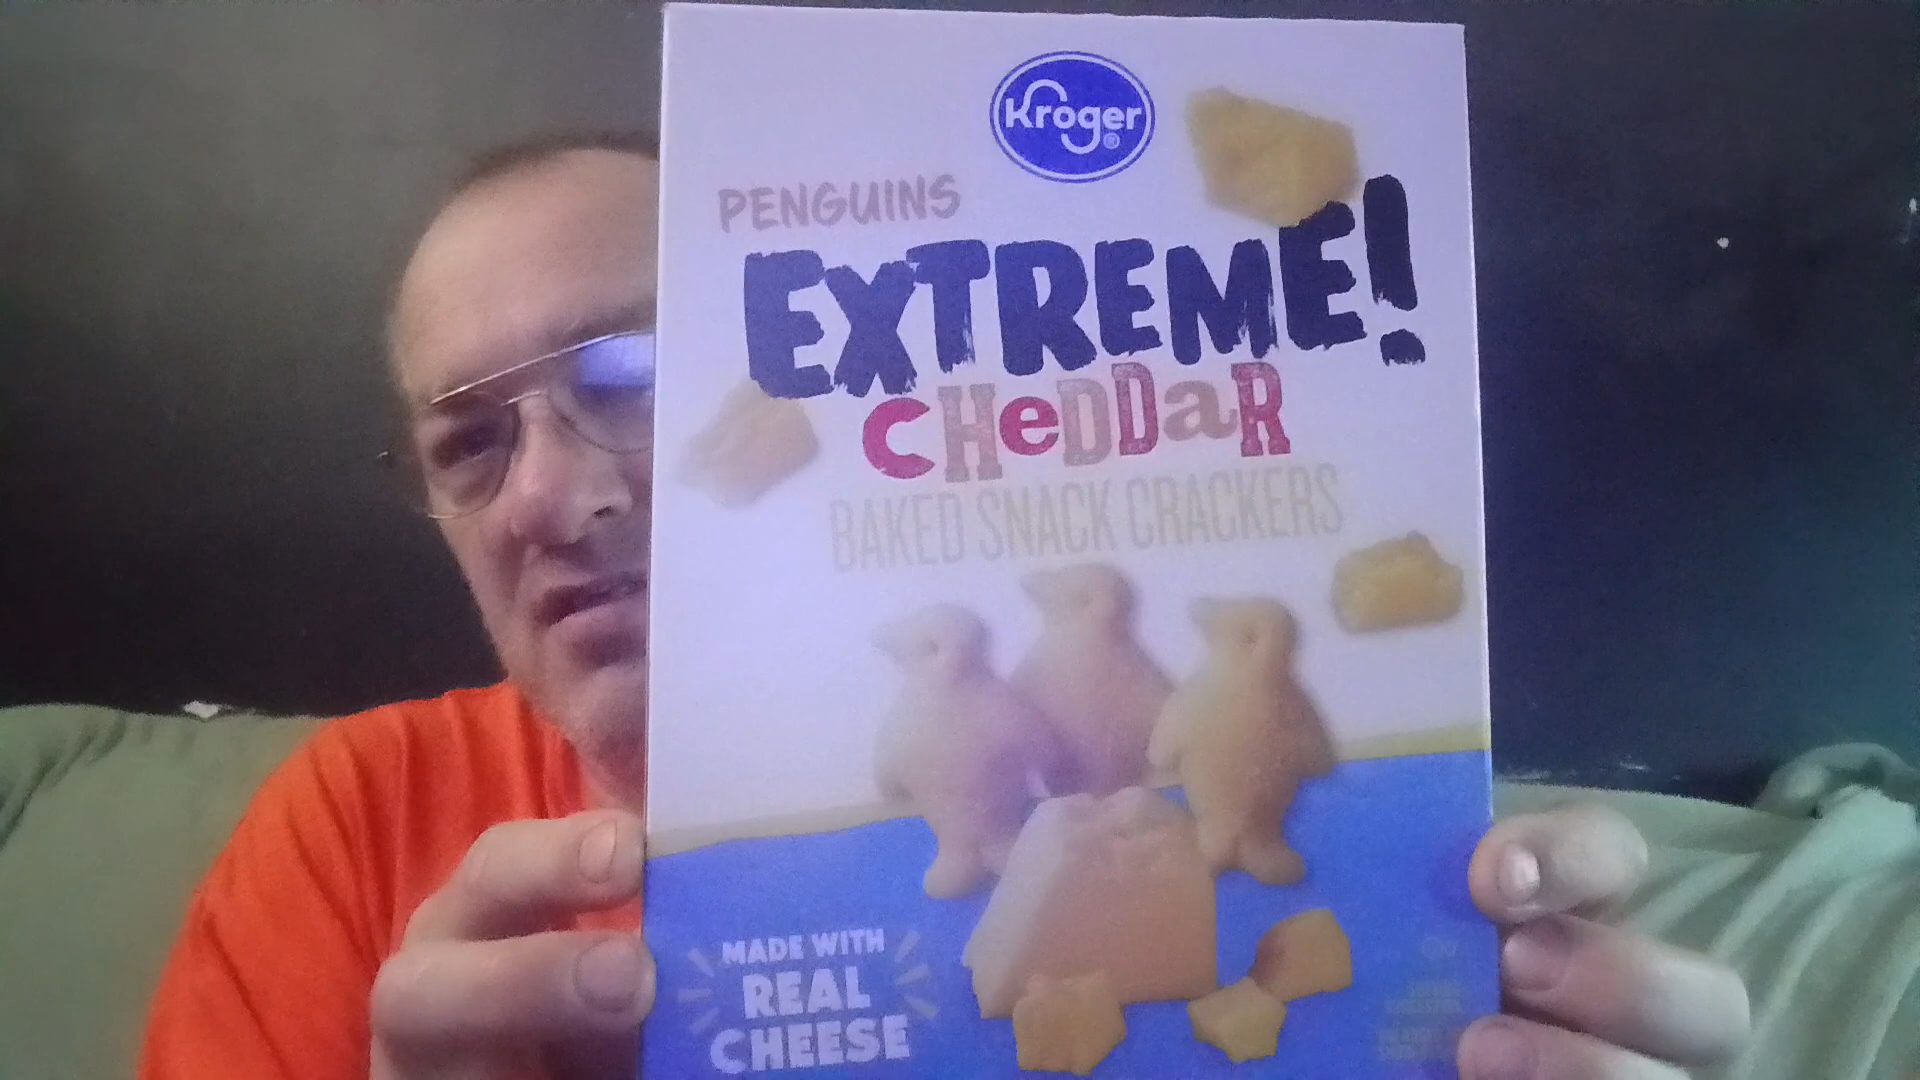 Kroger®
PENGUINS
EXTREME!
CHeDDaR
BAKED SNACK CRACKERS
MADE WITH
REAL
CHEESE